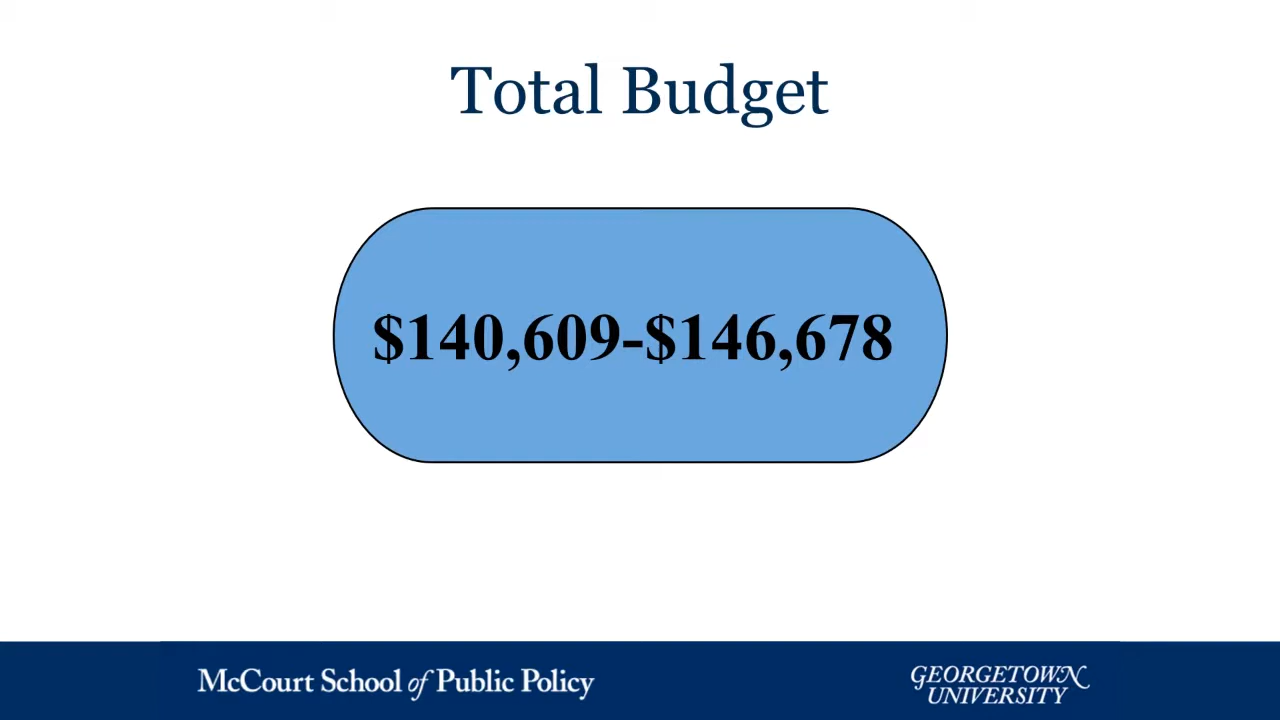 Total Budget
$140,609-$146,678
McCourt School of Public Policy
GEORGETOWN
UNIVERSITY